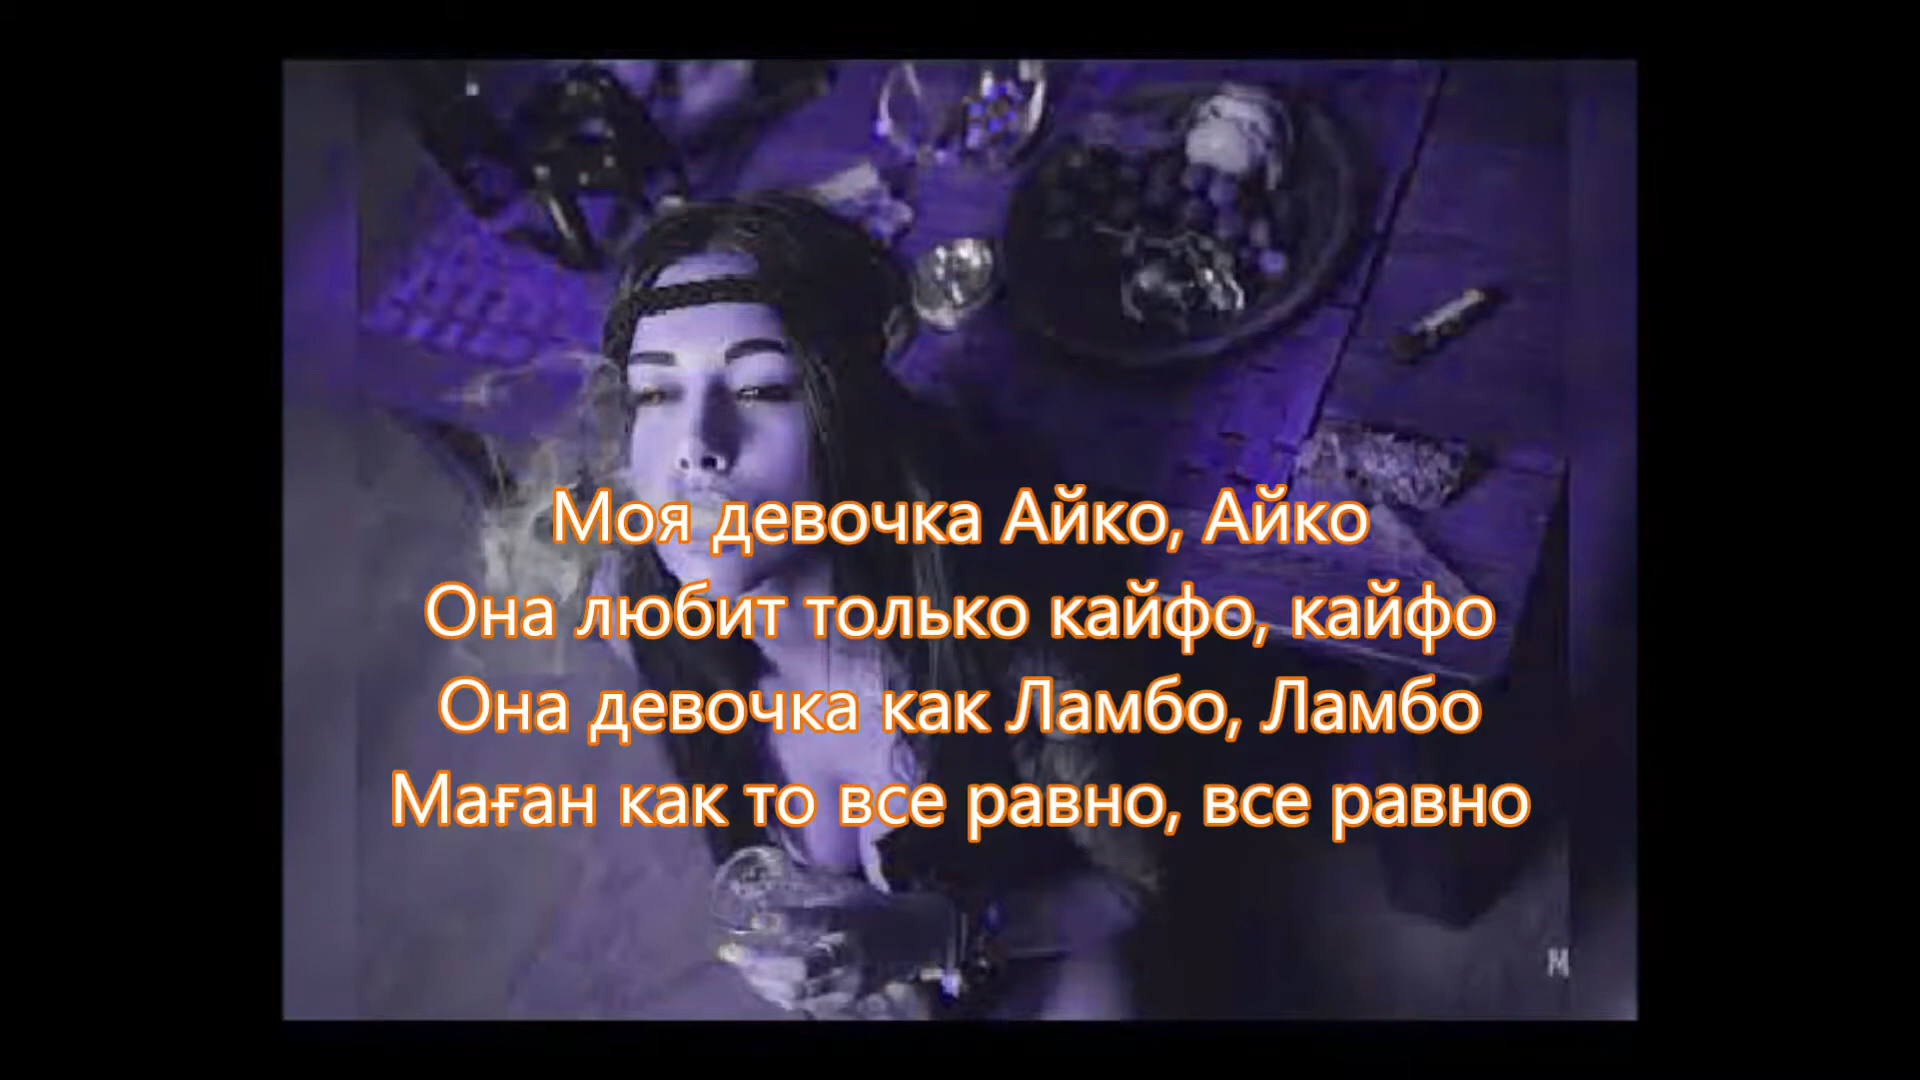 Моя девочка Айко, Айко
Она любит только кайфо, кайфо
Она девочка как Ламбо, Ламбо
Маған как то все равно, все равно
M